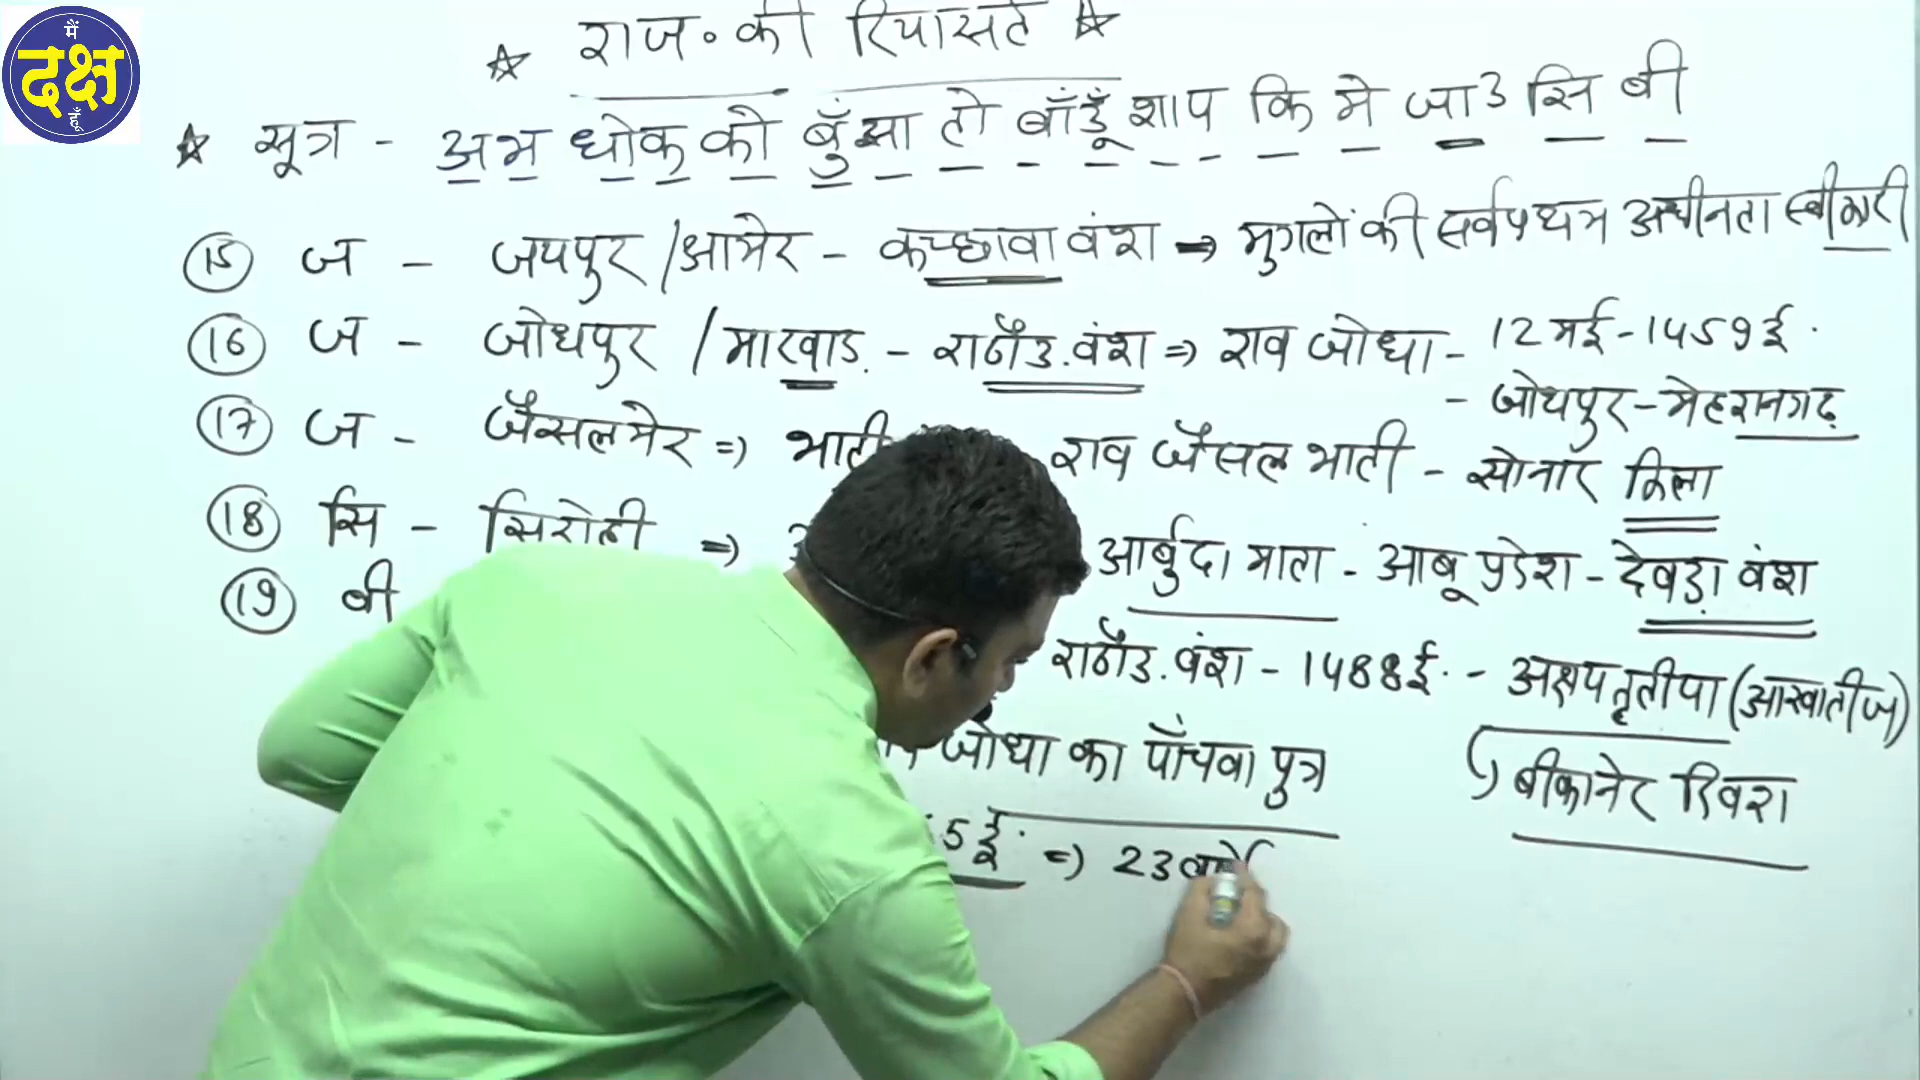 मैं
दक्ष
हूँ
राज॰ की रियासतें
सूत्र - अभ धोक को बुँझा टो बाँडूँ शाप कि मे जा3 सि बी
(15) ज - जयपुर / आमेर - कच्छावा वंश → मुगलों की सर्वप्रथम अधीनता स्वीकारी
(16) ज - जोधपुर / मारवाड़ - राठौड़ वंश => राव जोधा - 12 मई - 1459 ई.
- जोधपुर - मेहरानगढ़
(17) ज - जैसलमेर => भाटी राव जैसल भाटी - सोनार किला
(18) सि - सिरोही => आर्बुदा माता - आबू प्रदेश - देवड़ा वंश
(19) बी राठौड़ वंश - 1488 ई. - अक्षय तृतीया (आखातीज)
जोधा का पाँचवा पुत्र
बीकानेर दिवस
5 ई. => 23